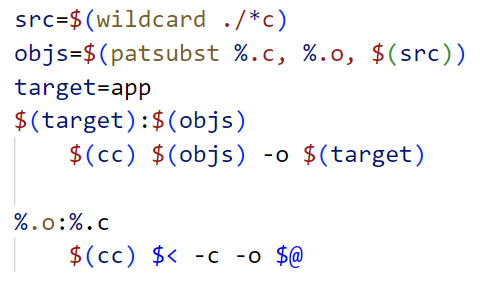 src=$(wildcard ./*c)
objs=$(patsubst %.c, %.o, $(src))
target=app
$(target):$(objs)
    $(cc) $(objs) -o $(target)

%.o:%.c
    $(cc) $< -c -o $@